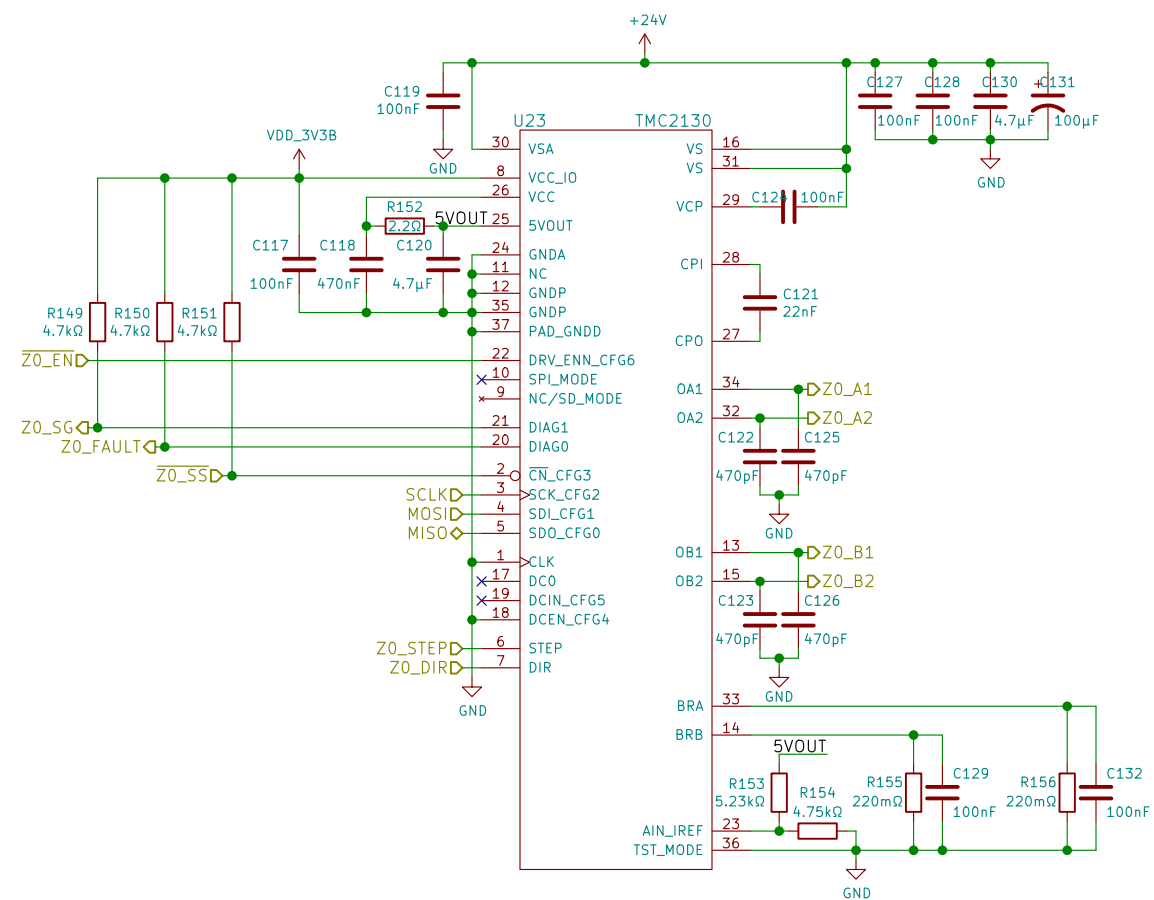 +24V
C119
100nF
GND
C127
C128
C130
+
C131
100nF
100nF
4.7µF
100µF
GND
U23
TMC2130
VDD_3V3B
30
VSA
8
VCC_IO
26
VCC
R152
2.2Ω
5VOUT
25
5VOUT
24
GNDA
11
NC
12
GNDP
35
GNDP
37
PAD_GNDD
C117
100nF
C118
470nF
C120
4.7µF
R149
4.7kΩ
R150
4.7kΩ
R151
4.7kΩ
Z0_EN
22
DRV_ENN_CFG6
10
SPI_MODE
9
NC/SD_MODE
Z0_SG
21
DIAG1
Z0_FAULT
20
DIAG0
Z0_SS
2
CN_CFG3
SCLK
3
SCK_CFG2
MOSI
4
SDI_CFG1
MISO
5
SDO_CFG0
1
CLK
17
DCO
19
DCIN_CFG5
18
DCEN_CFG4
Z0_STEP
6
STEP
Z0_DIR
7
DIR
GND
VS
16
VS
31
VCP
29
C124
100nF
CPI
28
C121
22nF
CPO
27
OA1
34
Z0_A1
OA2
32
Z0_A2
C122
C125
470pF
470pF
GND
OB1
13
Z0_B1
OB2
15
Z0_B2
C123
C126
470pF
470pF
GND
BRA
33
BRB
14
5VOUT
R153
5.23kΩ
R154
4.75kΩ
R155
220mΩ
C129
100nF
R156
220mΩ
C132
100nF
AIN_IREF
23
TST_MODE
36
GND